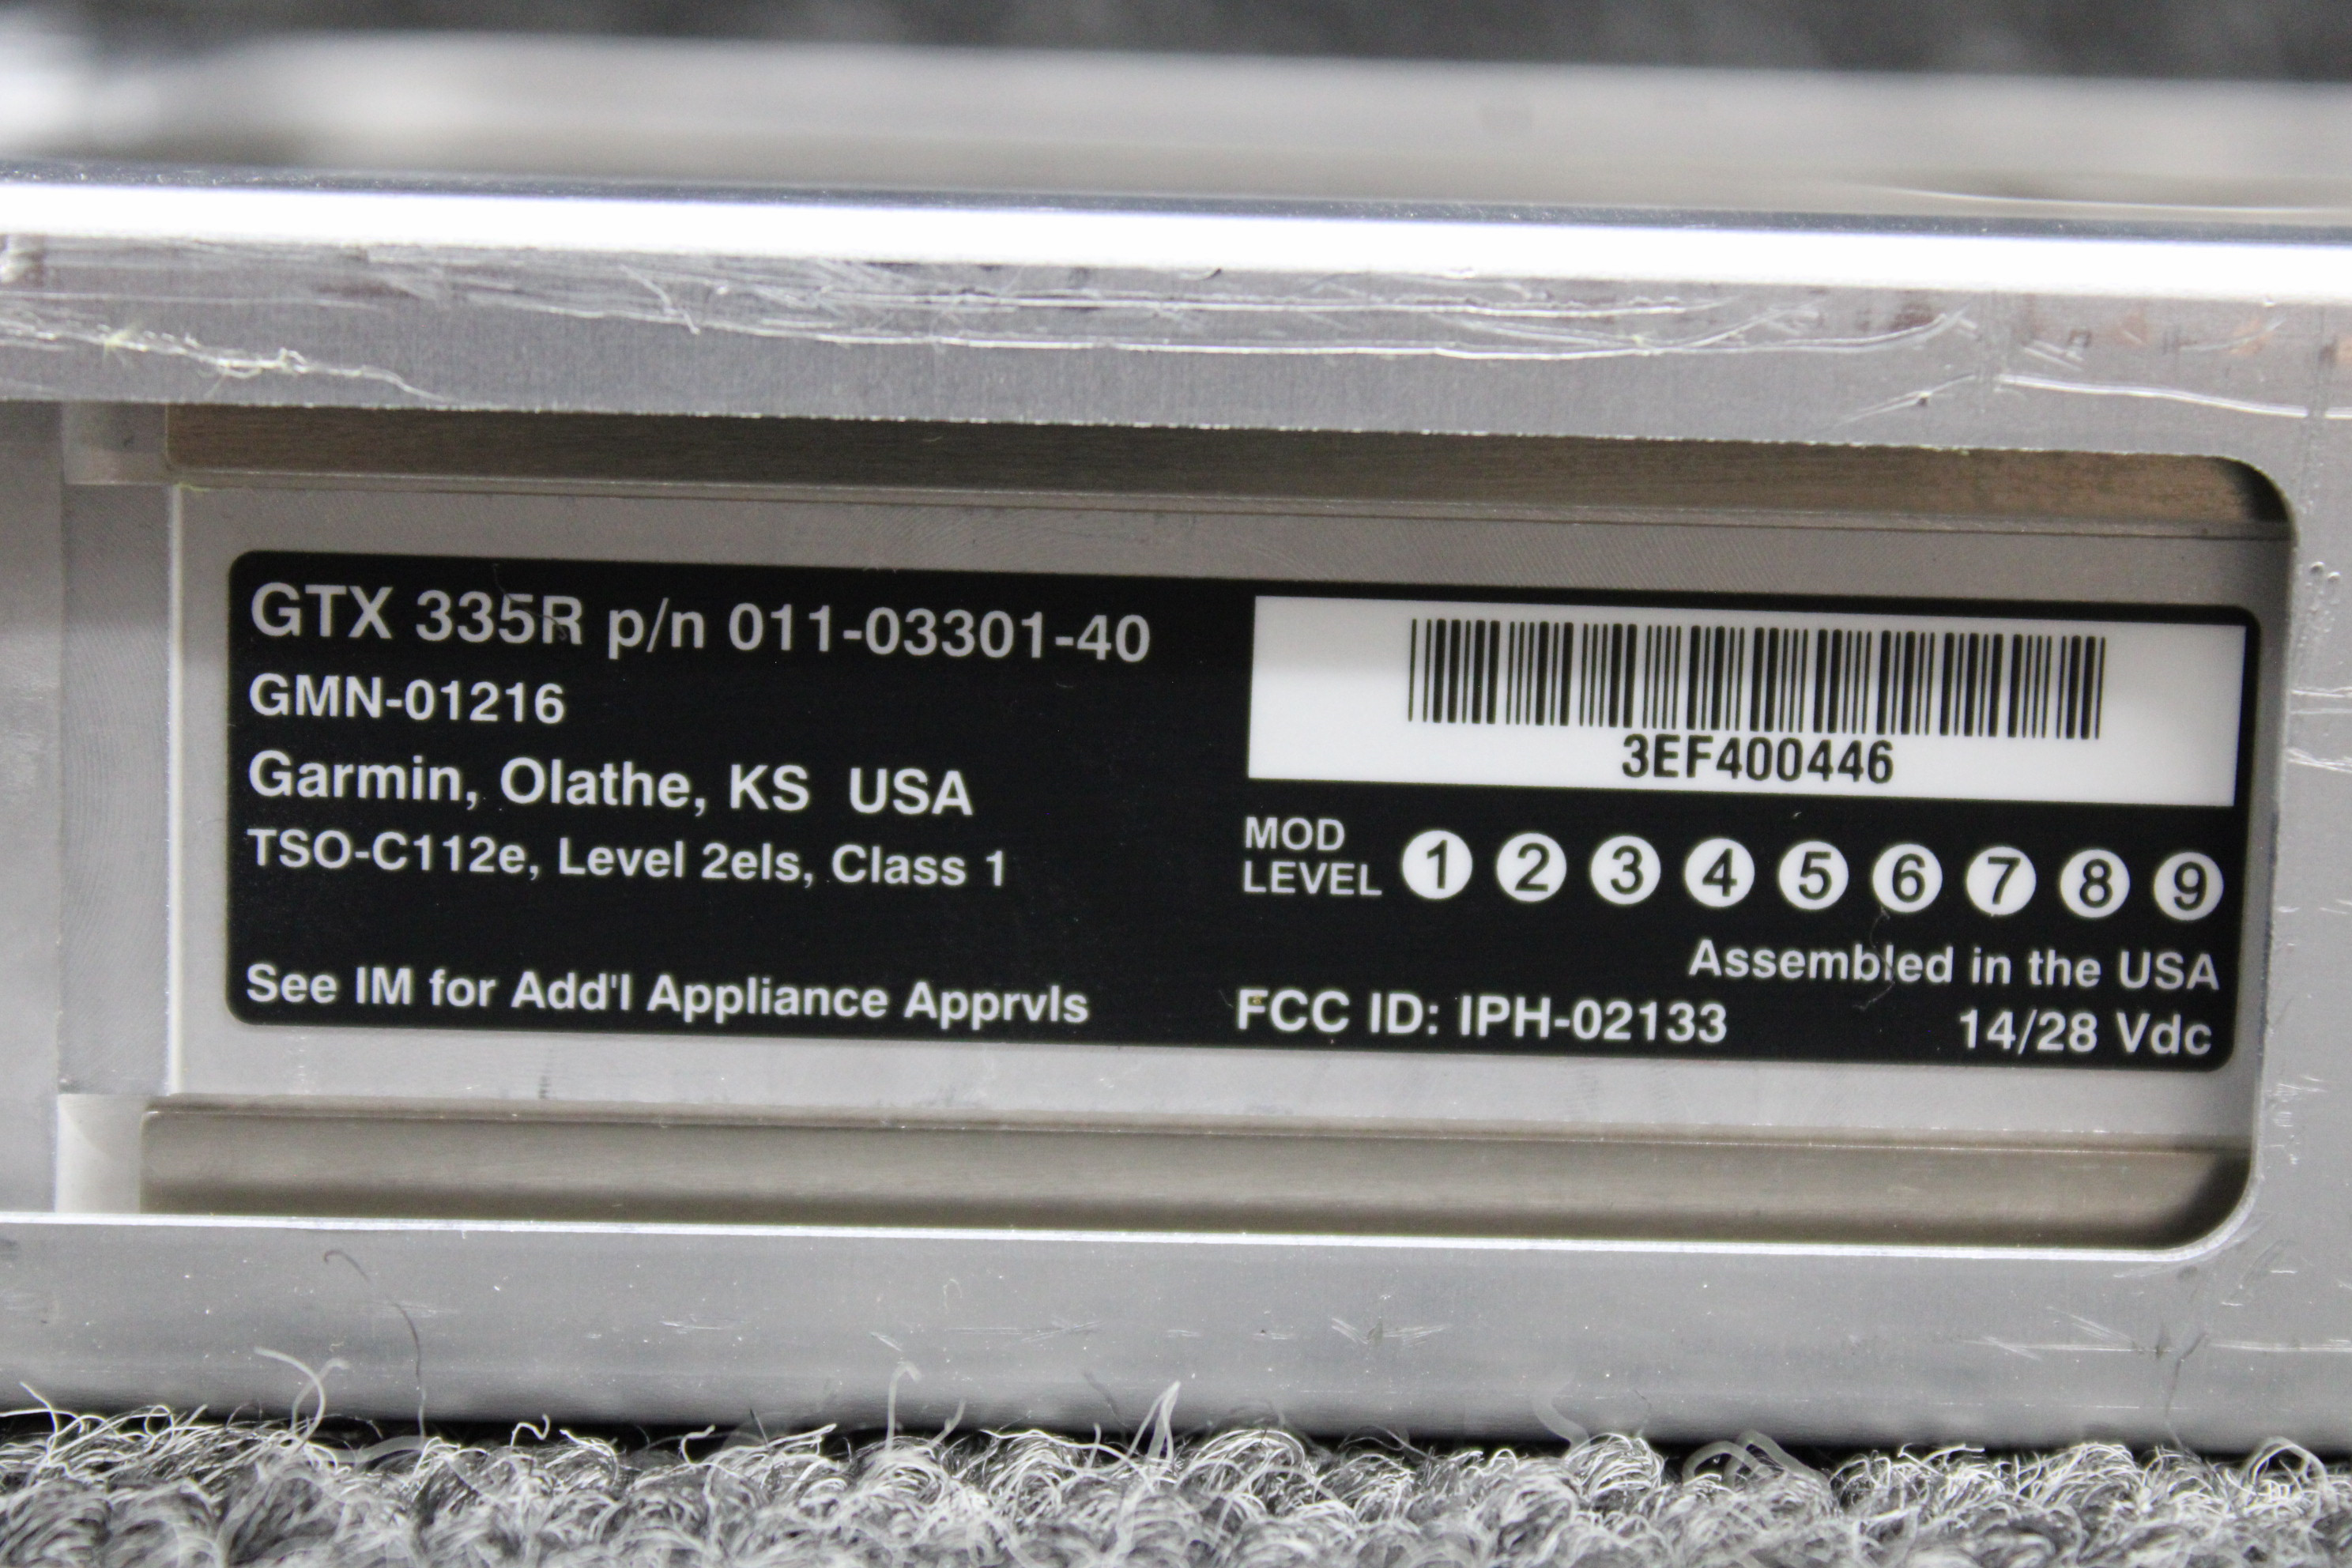 GTX 335R p/n 011-03301-40
GMN-01216
Garmin, Olathe, KS USA
TSO-C112e, Level 2els, Class 1
See IM for Add'l Appliance Apprvls
3EF400446
MOD
LEVEL 1 2 3 4 5 6 7 8 9
Assembled in the USA
FCC ID: IPH-02133 14/28 Vdc